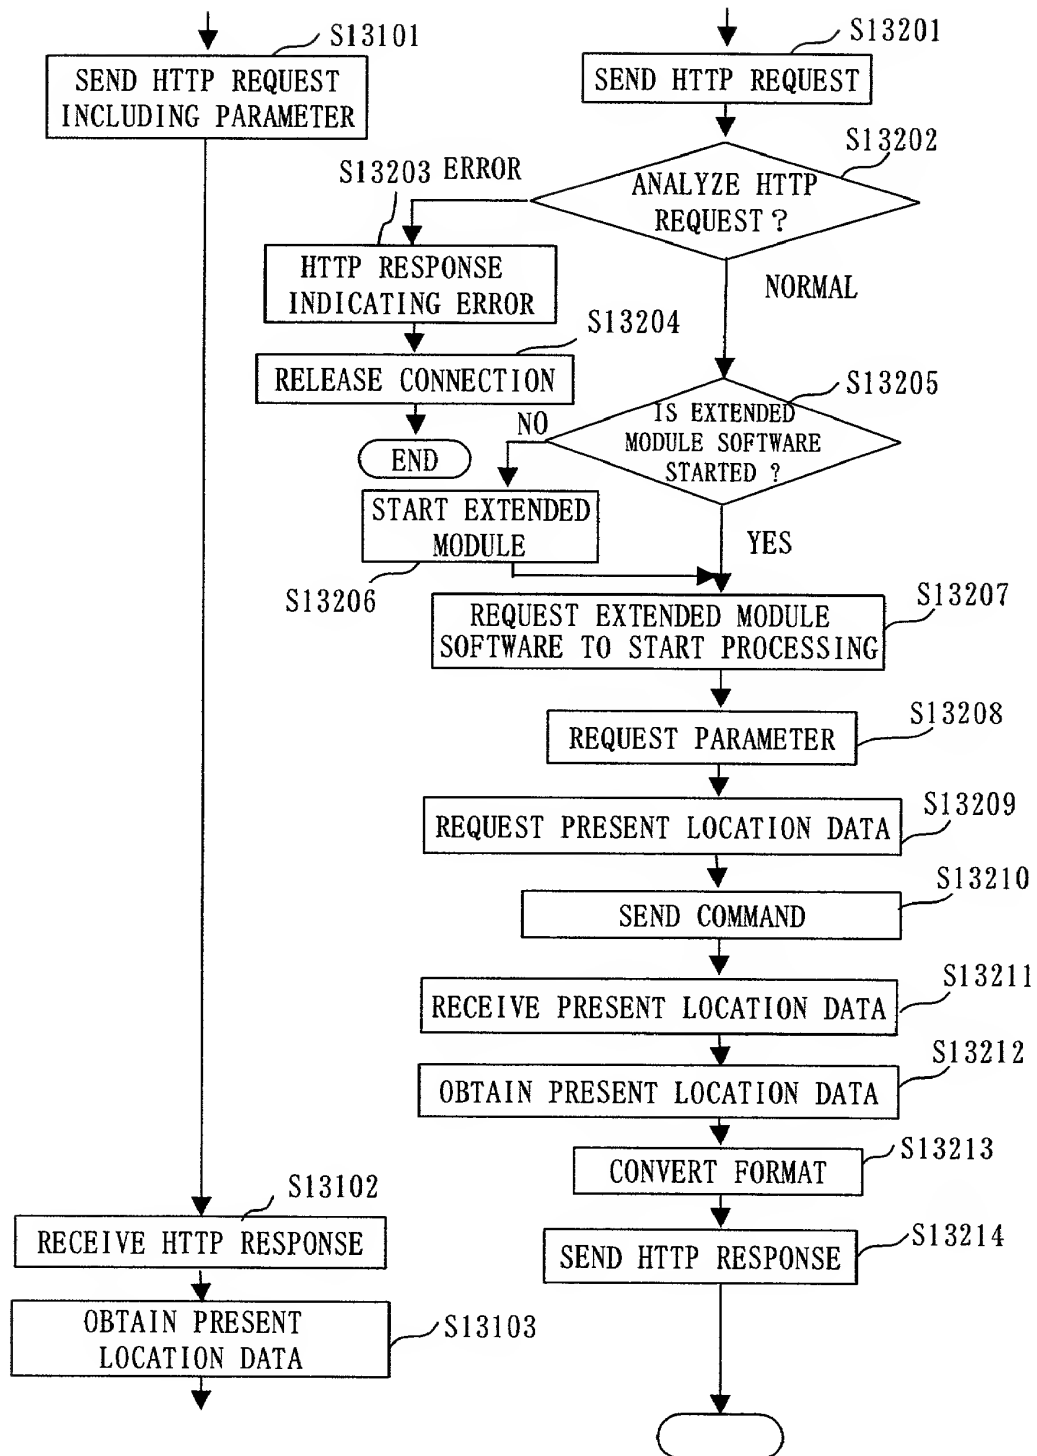 S13101
SEND HTTP REQUEST
INCLUDING PARAMETER
S13201
SEND HTTP REQUEST
S13202
ANALYZE HTTP
REQUEST?
S13203 ERROR
HTTP RESPONSE
INDICATING ERROR
NORMAL
S13204
RELEASE CONNECTION
END
S13205
IS EXTENDED
MODULE SOFTWARE
STARTED ?
NO
START EXTENDED
MODULE
S13206
YES
S13207
REQUEST EXTENDED MODULE
SOFTWARE TO START PROCESSING
S13208
REQUEST PARAMETER
S13209
REQUEST PRESENT LOCATION DATA
S13210
SEND COMMAND
S13211
RECEIVE PRESENT LOCATION DATA
S13212
OBTAIN PRESENT LOCATION DATA
S13213
CONVERT FORMAT
S13214
SEND HTTP RESPONSE
S13102
RECEIVE HTTP RESPONSE
S13103
OBTAIN PRESENT
LOCATION DATA